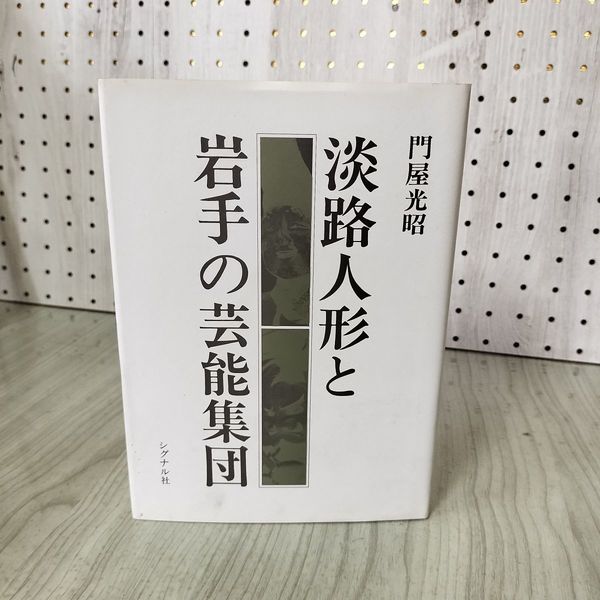 門屋光昭
淡路人形と
岩手の芸能集団
シグナル社